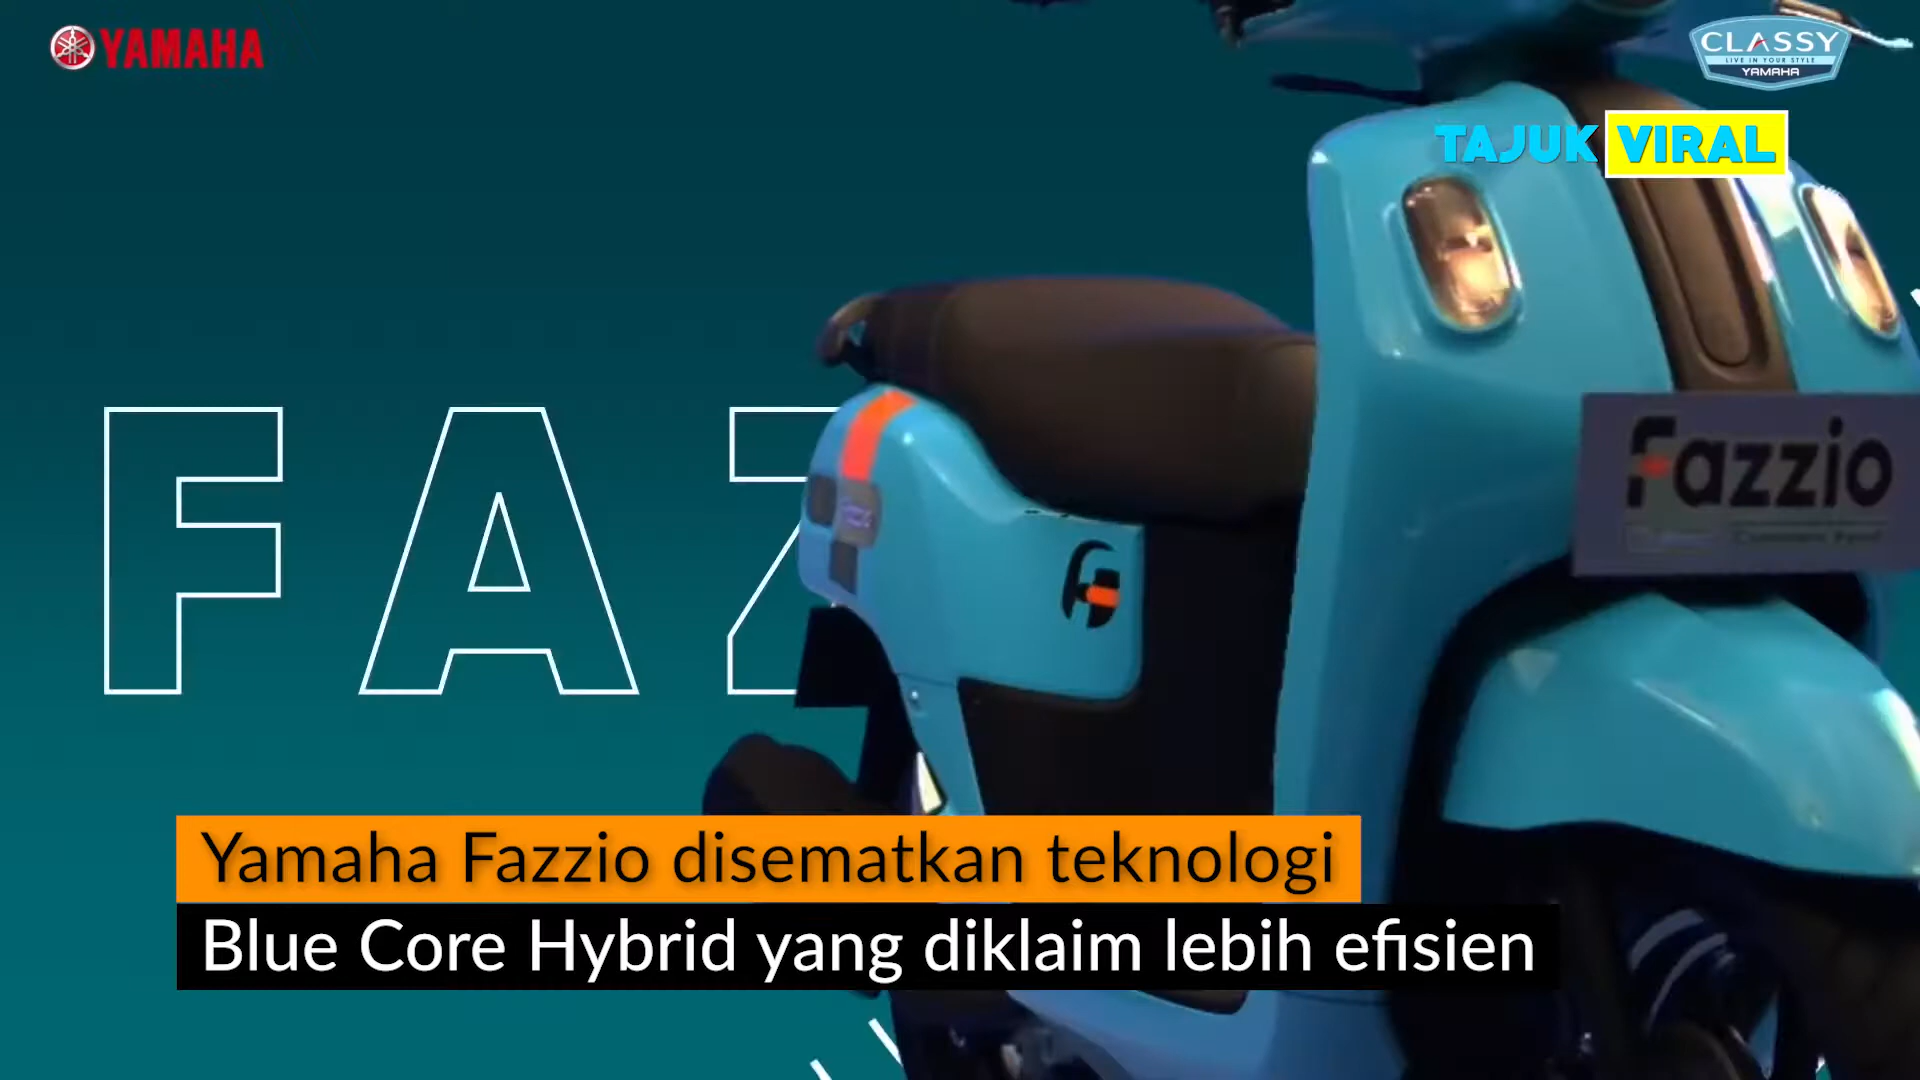 YAMAHA
CLASSY
LIVE IN YOUR STYLE
YAMAHA
TAJUK VIRAL
FAZ
Fazzio
Yamaha Fazzio disematkan teknologi
Blue Core Hybrid yang diklaim lebih efisien